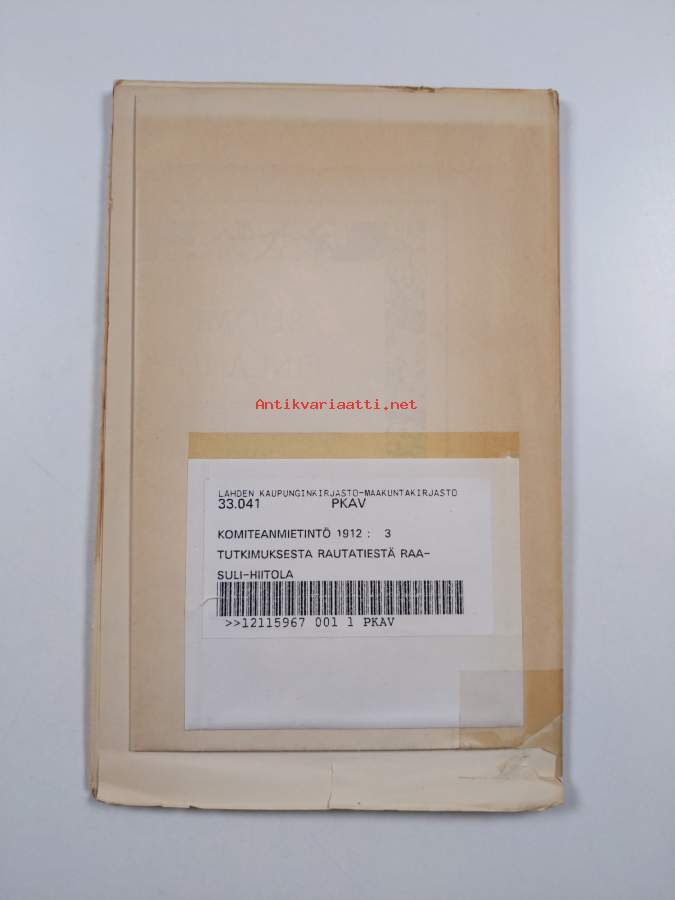 Antikvariaatti.net
LAHDEN KAUPUNGINKIRJASTO-MAAKUNTAKIRJASTO
33.041 PKAV
KOMITEANMIETINTÖ 1912 : 3
TUTKIMUKSESTA RAUTATIESTÄ RAA-
SULI-HIITOLA
>>12115967 001 1 PKAV